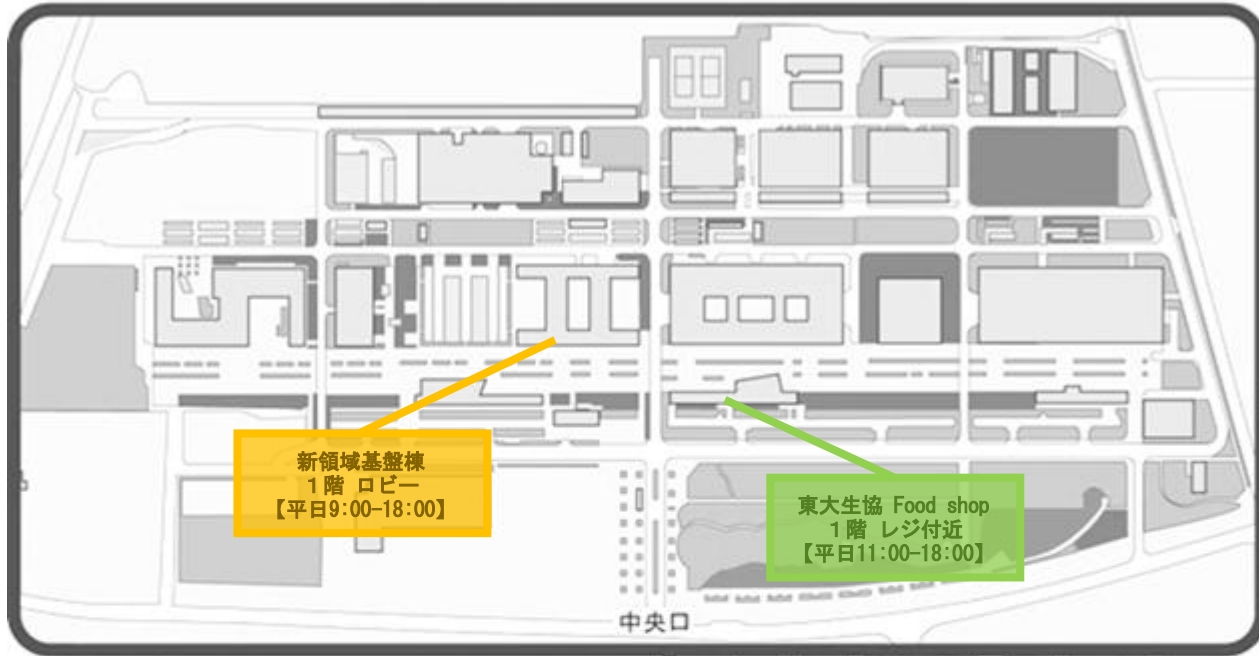 新領域基盤棟
1階 ロビー
【平日9:00-18:00】
東大生協 Food shop
1階 レジ付近
【平日11:00-18:00】
中央口